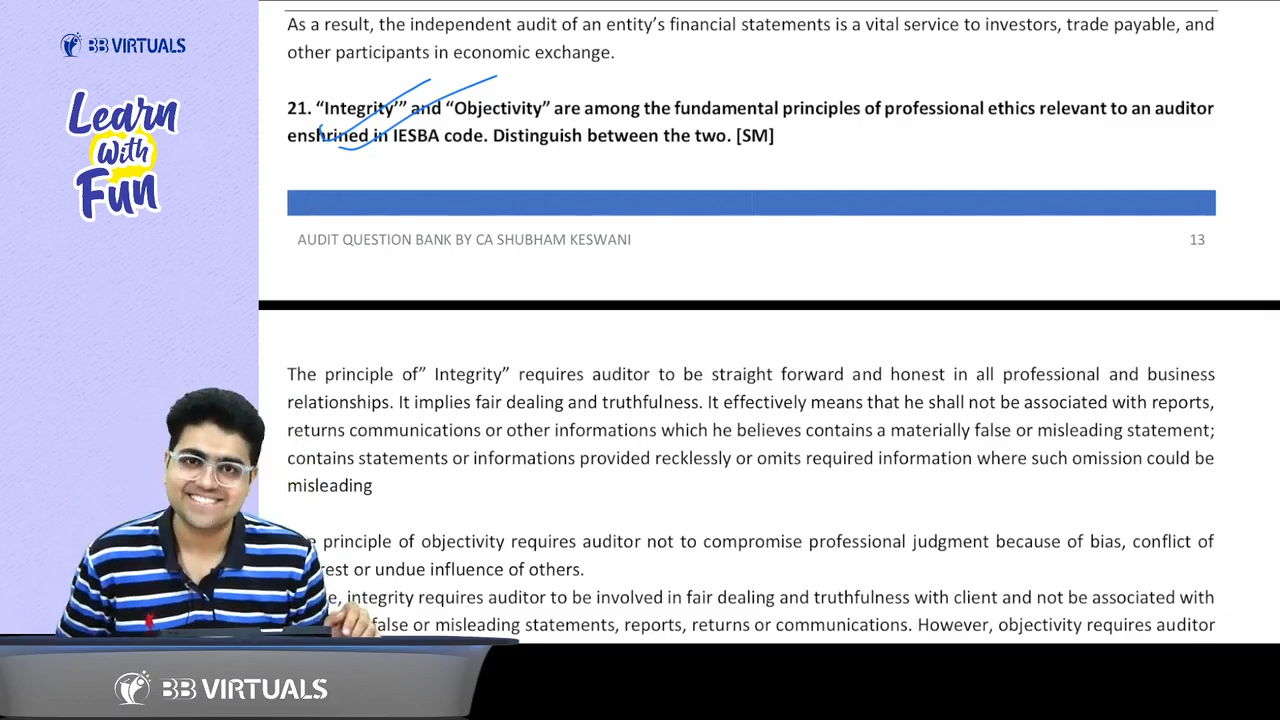 BB VIRTUALS
Learn
With
Fun
As a result, the independent audit of an entity’s financial statements is a vital service to investors, trade payable, and
other participants in economic exchange.
21. “Integrity’” and “Objectivity” are among the fundamental principles of professional ethics relevant to an auditor
enshrined in IESBA code. Distinguish between the two. [SM]
AUDIT QUESTION BANK BY CA SHUBHAM KESWANI
13
The principle of” Integrity” requires auditor to be straight forward and honest in all professional and business
relationships. It implies fair dealing and truthfulness. It effectively means that he shall not be associated with reports,
returns communications or other informations which he believes contains a materially false or misleading statement;
contains statements or informations provided recklessly or omits required information where such omission could be
misleading
principle of objectivity requires auditor not to compromise professional judgment because of bias, conflict of
or undue influence of others.
integrity requires auditor to be involved in fair dealing and truthfulness with client and not be associated with
false or misleading statements, reports, returns or communications. However, objectivity requires auditor
BB VIRTUALS